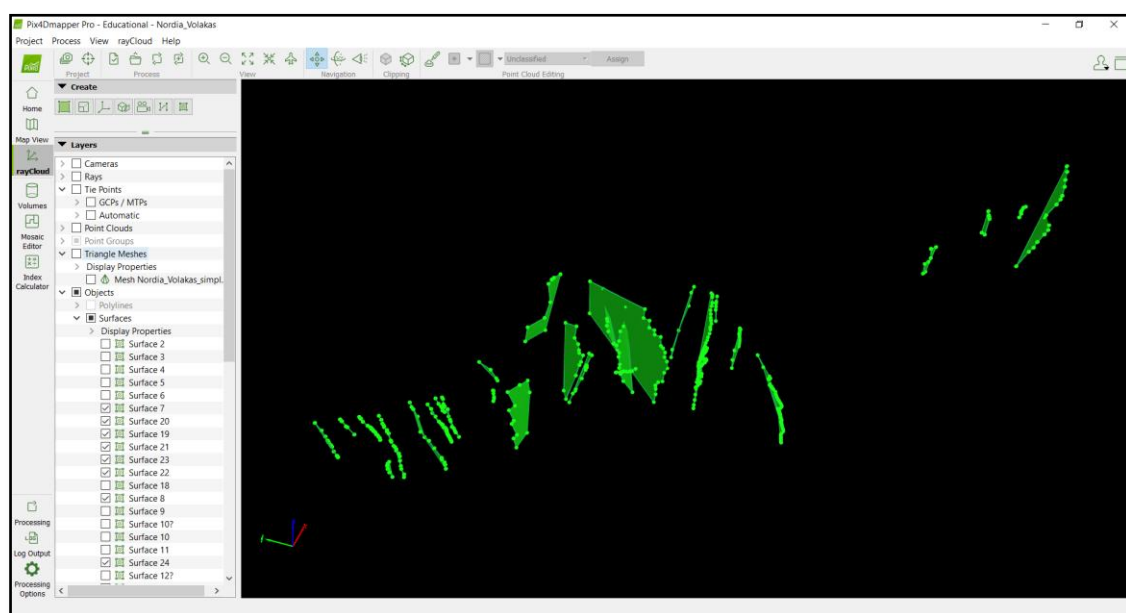 Pix4Dmapper Pro - Educational - Nordia_Volakas
Project Process View rayCloud Help
Unclassified Assign
Project Process View Navigation Clipping Point Cloud Editing
Home
Map View
rayCloud
Volumes
Mosaic
Editor
Index
Calculator
Processing
Log Output
Processing
Options
Create
Layers
Cameras
Rays
Tie Points
GCPs / MTPs
Automatic
Point Clouds
Point Groups
Triangle Meshes
Display Properties
Mesh Nordia_Volakas_simpl.
Objects
Polylines
Surfaces
Display Properties
Surface 2
Surface 3
Surface 4
Surface 5
Surface 6
Surface 7
Surface 20
Surface 19
Surface 21
Surface 23
Surface 22
Surface 18
Surface 8
Surface 9
Surface 10?
Surface 10
Surface 11
Surface 24
Surface 12?